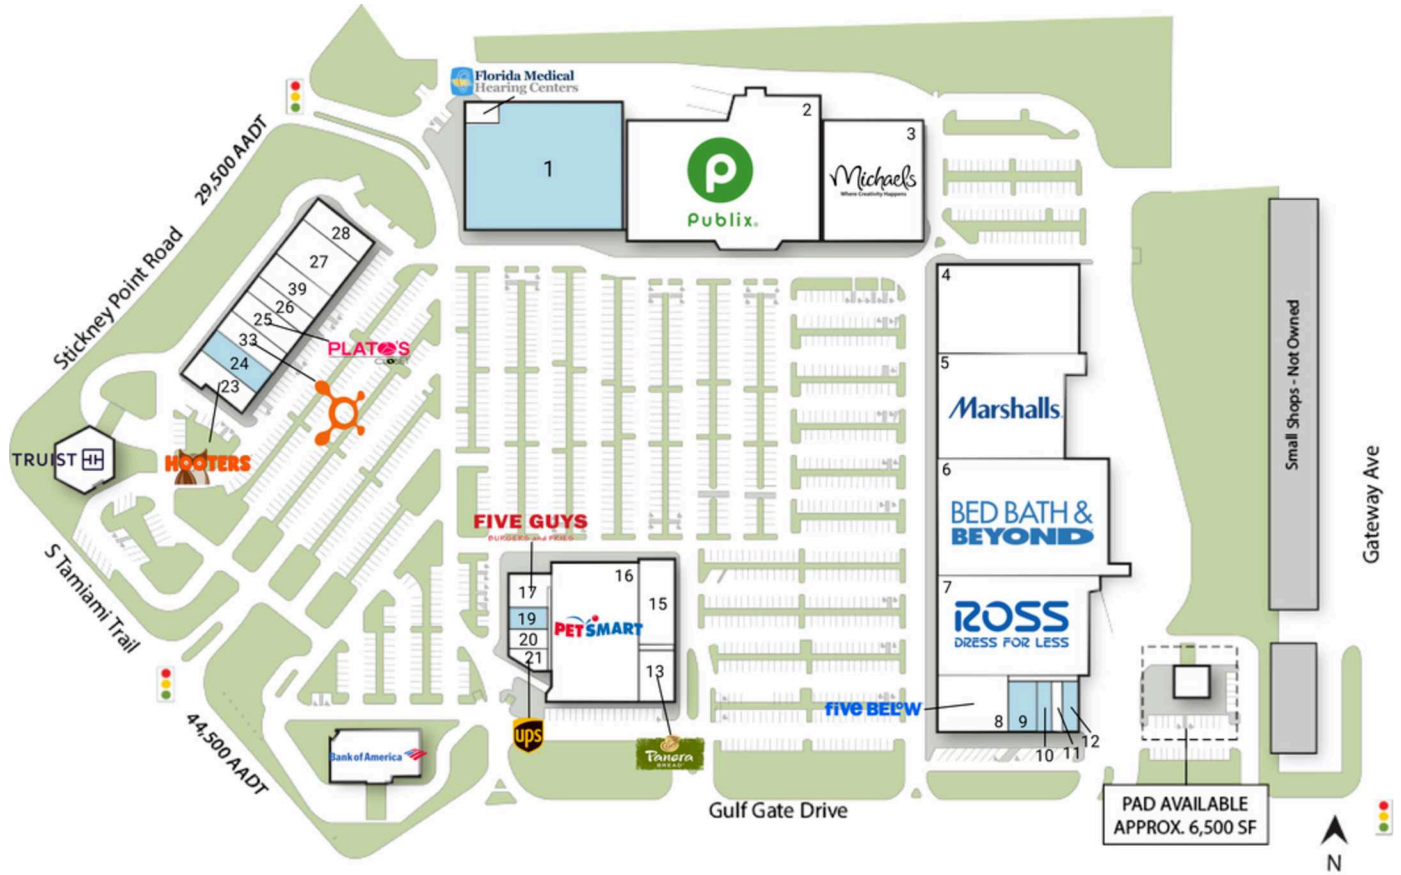 Florida Medical
Hearing Centers
29,500 AADT
Stickney Point Road
1
2
Publix.
3
Michaels
Where Creativity Happens
28
27
39
26
25
33
24
23
PLATO'S
CLOSET
TRUIST
HOOTERS
4
5
Marshalls
6
BED BATH &
BEYOND
7
ROSS
DRESS FOR LESS
five BELOW
8
9
10
11
12
FIVE GUYS
BURGERS and FRIES
17
19
20
21
16
PETSMART
15
13
ups
Panera
BREAD
S Tamiami Trail
44,500 AADT
Bank of America
Gulf Gate Drive
Small Shops - Not Owned
Gateway Ave
PAD AVAILABLE
APPROX. 6,500 SF
N